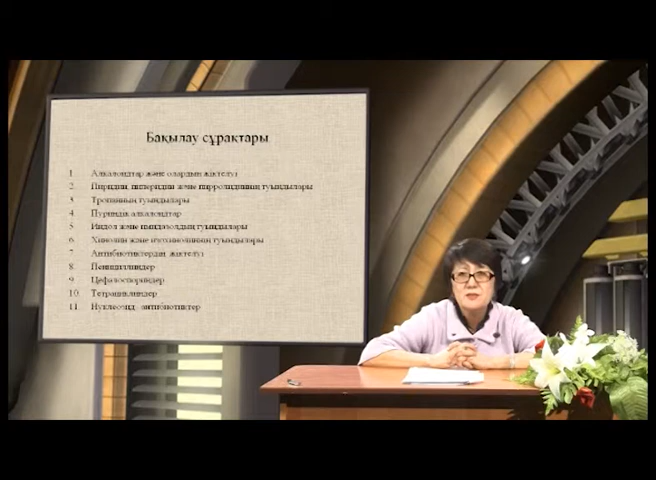 Бақылау сұрақтары
1. Алкалоидтар және олардың жіктелуі
2. Пиридин, пиперидин және пирролидиннің туындылары
3. Тропанның туындылары
4. Пуриндік алкалоидтар
5. Индол және имидазолдың туындылары
6. Хинолин және изохинолиннің туындылары
7. Антибиотиктердің жіктелуі
8. Пенициллиндер
9. Цефалоспориндер
10. Тетрациклиндер
11. Нуклеозид - антибиотиктер